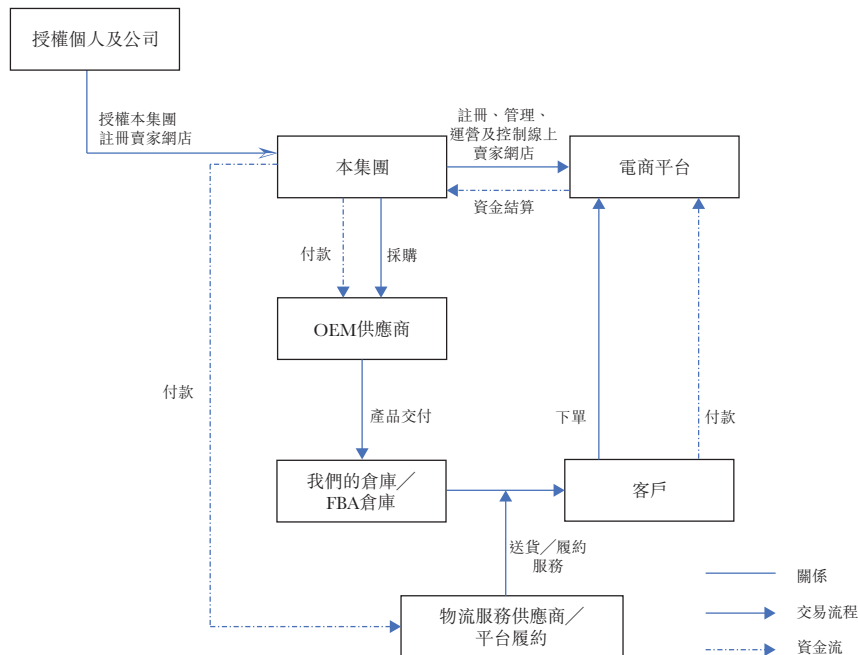 授權個人及公司
授權本集團
註冊賣家網店
註冊、管理、
運營及控制線上
賣家網店
本集團
電商平台
資金結算
付款
採購
OEM供應商
付款
產品交付
下單
付款
我們的倉庫／
FBA倉庫
客戶
送貨／履約
服務
關係
物流服務供應商／
平台履約
交易流程
資金流